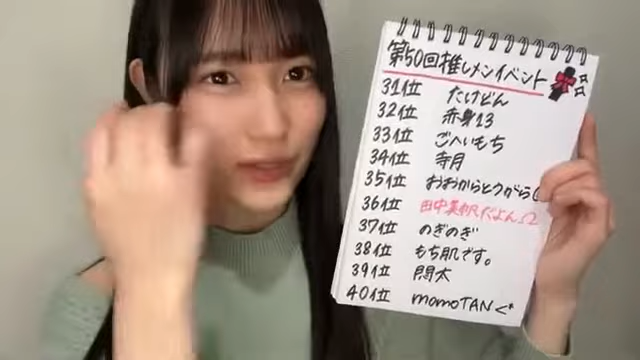 第50回推しメンイベント
31位 たけどん
32位 赤身13
33位 ごへいもち
34位 寺月
35位 おおからとうがらし
36位 田中美帆だよん
37位 のぎのぎ
38位 もち肌です。
39位 閏太
40位 momoTAN<*